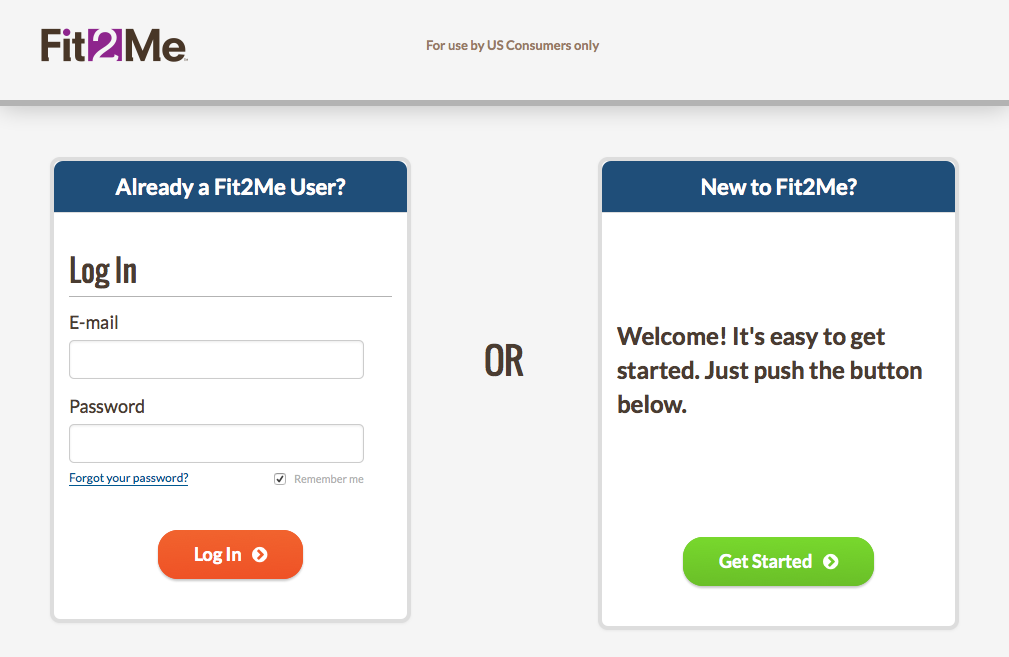 Fit2Me
For use by US Consumers only
Already a Fit2Me User?
Log In
E-mail
Password
Forgot your password?
Remember me
Log In
OR
New to Fit2Me?
Welcome! It's easy to get
started. Just push the button
below.
Get Started